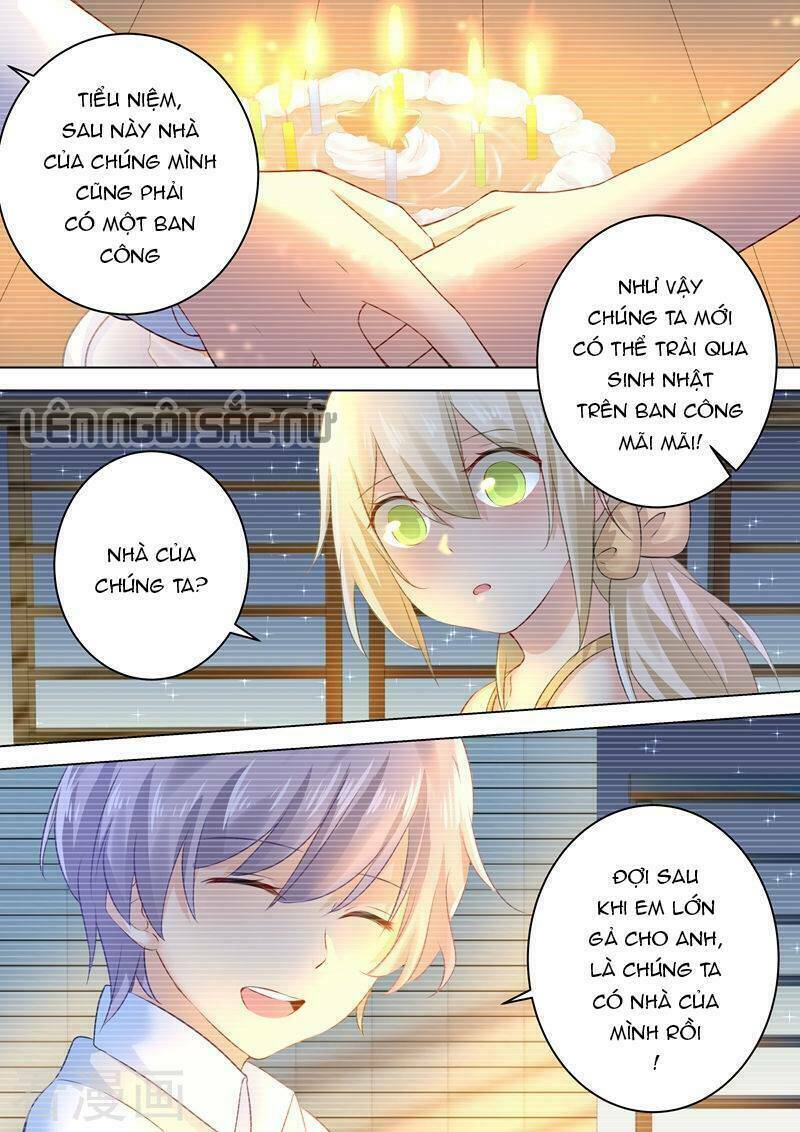 TIỂU NIỆM,
SAU NÀY NHÀ
CỦA CHÚNG MÌNH
CŨNG PHẢI
CÓ MỘT BAN
CÔNG
NHƯ VẬY
CHÚNG TA MỚI
CÓ THỂ TRẢI QUA
SINH NHẬT
TRÊN BAN CÔNG
MÃI MÃI!
LÊN NGÔI SẮC NỮ
NHÀ CỦA
CHÚNG TA?
ĐỢI SAU
KHI EM LỚN
GẢ CHO ANH,
LÀ CHÚNG TA
CÓ NHÀ CỦA
MÌNH RỒI
!
看漫画